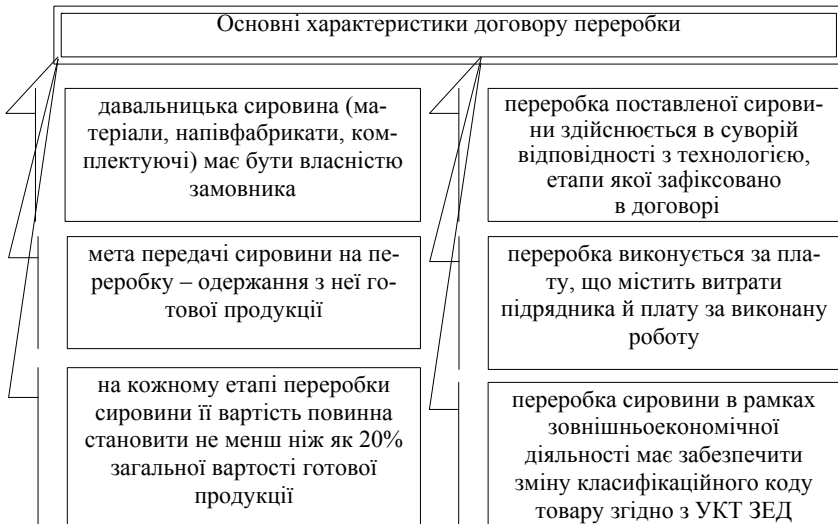 Основні характеристики договору переробки
давальницька сировина (ма-
теріали, напівфабрикати, ком-
плектуючі) має бути власністю
замовника
мета передачі сировини на пе-
реробку – одержання з неї го-
тової продукції
на кожному етапі переробки
сировини її вартість повинна
становити не менш ніж як 20%
загальної вартості готової
продукції
переробка поставленої сирови-
ни здійснюється в суворій
відповідності з технологією,
етапи якої зафіксовано
в договорі
переробка виконується за пла-
ту, що містить витрати
підрядника й плату за виконану
роботу
переробка сировини в рамках
зовнішньоекономічної
діяльності має забезпечити
зміну класифікаційного коду
товару згідно з УКТ ЗЕД